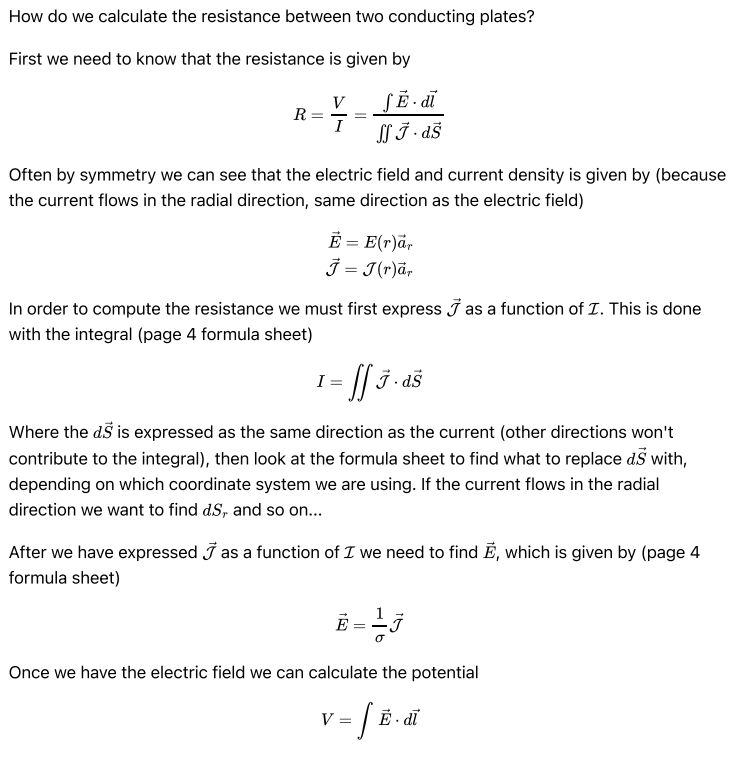 How do we calculate the resistance between two conducting plates?
First we need to know that the resistance is given by
$R = \frac{V}{I} = \frac{\int \vec{E} \cdot d\vec{l}}{\iint \vec{\mathcal{J}} \cdot d\vec{S}}$
Often by symmetry we can see that the electric field and current density is given by (because
the current flows in the radial direction, same direction as the electric field)
$\vec{E} = E(r)\vec{a}_r$
$\vec{\mathcal{J}} = \mathcal{J}(r)\vec{a}_r$
In order to compute the resistance we must first express $\vec{\mathcal{J}}$ as a function of $\mathcal{I}$. This is done
with the integral (page 4 formula sheet)
$I = \iint \vec{\mathcal{J}} \cdot d\vec{S}$
Where the $d\vec{S}$ is expressed as the same direction as the current (other directions won't
contribute to the integral), then look at the formula sheet to find what to replace $d\vec{S}$ with,
depending on which coordinate system we are using. If the current flows in the radial
direction we want to find $dS_r$ and so on...
After we have expressed $\vec{\mathcal{J}}$ as a function of $\mathcal{I}$ we need to find $\vec{E}$, which is given by (page 4
formula sheet)
$\vec{E} = \frac{1}{\sigma}\vec{\mathcal{J}}$
Once we have the electric field we can calculate the potential
$V = \int \vec{E} \cdot d\vec{l}$